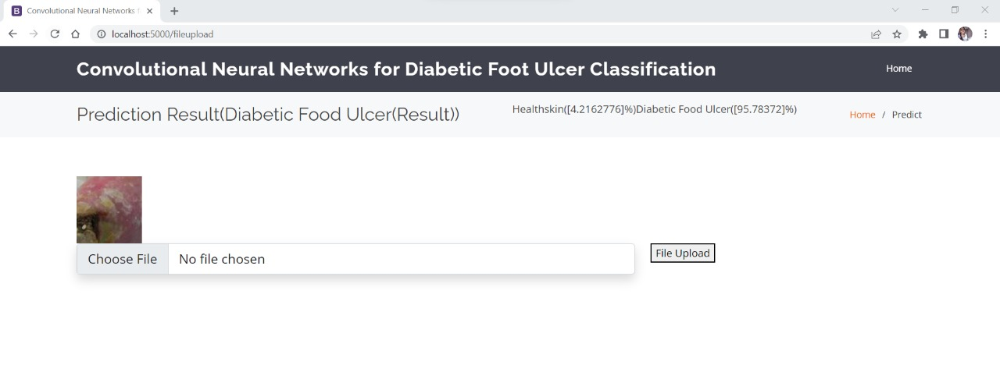 Convolutional Neural Networks f
localhost:5000/fileupload
Convolutional Neural Networks for Diabetic Foot Ulcer Classification
Home
Prediction Result(Diabetic Food Ulcer(Result))
Healthskin([4.2162776]%)Diabetic Food Ulcer([95.78372]%)
Home / Predict
Choose File No file chosen
File Upload